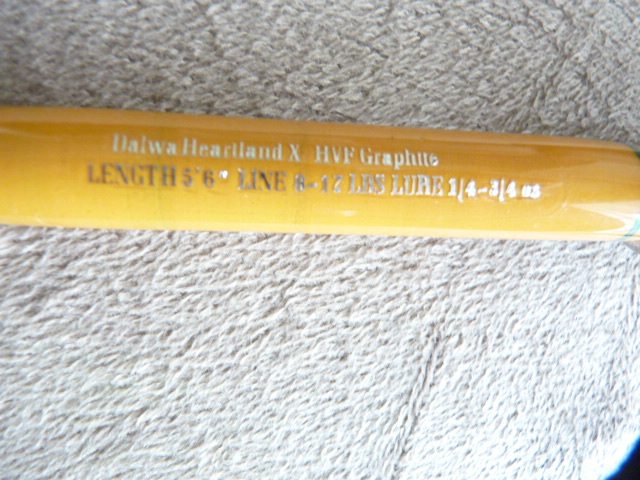 Daiwa Heartland X HVF Graphite
LENGTH 5'6" LINE 8-17 LBS LURE 1/4-3/4 oz